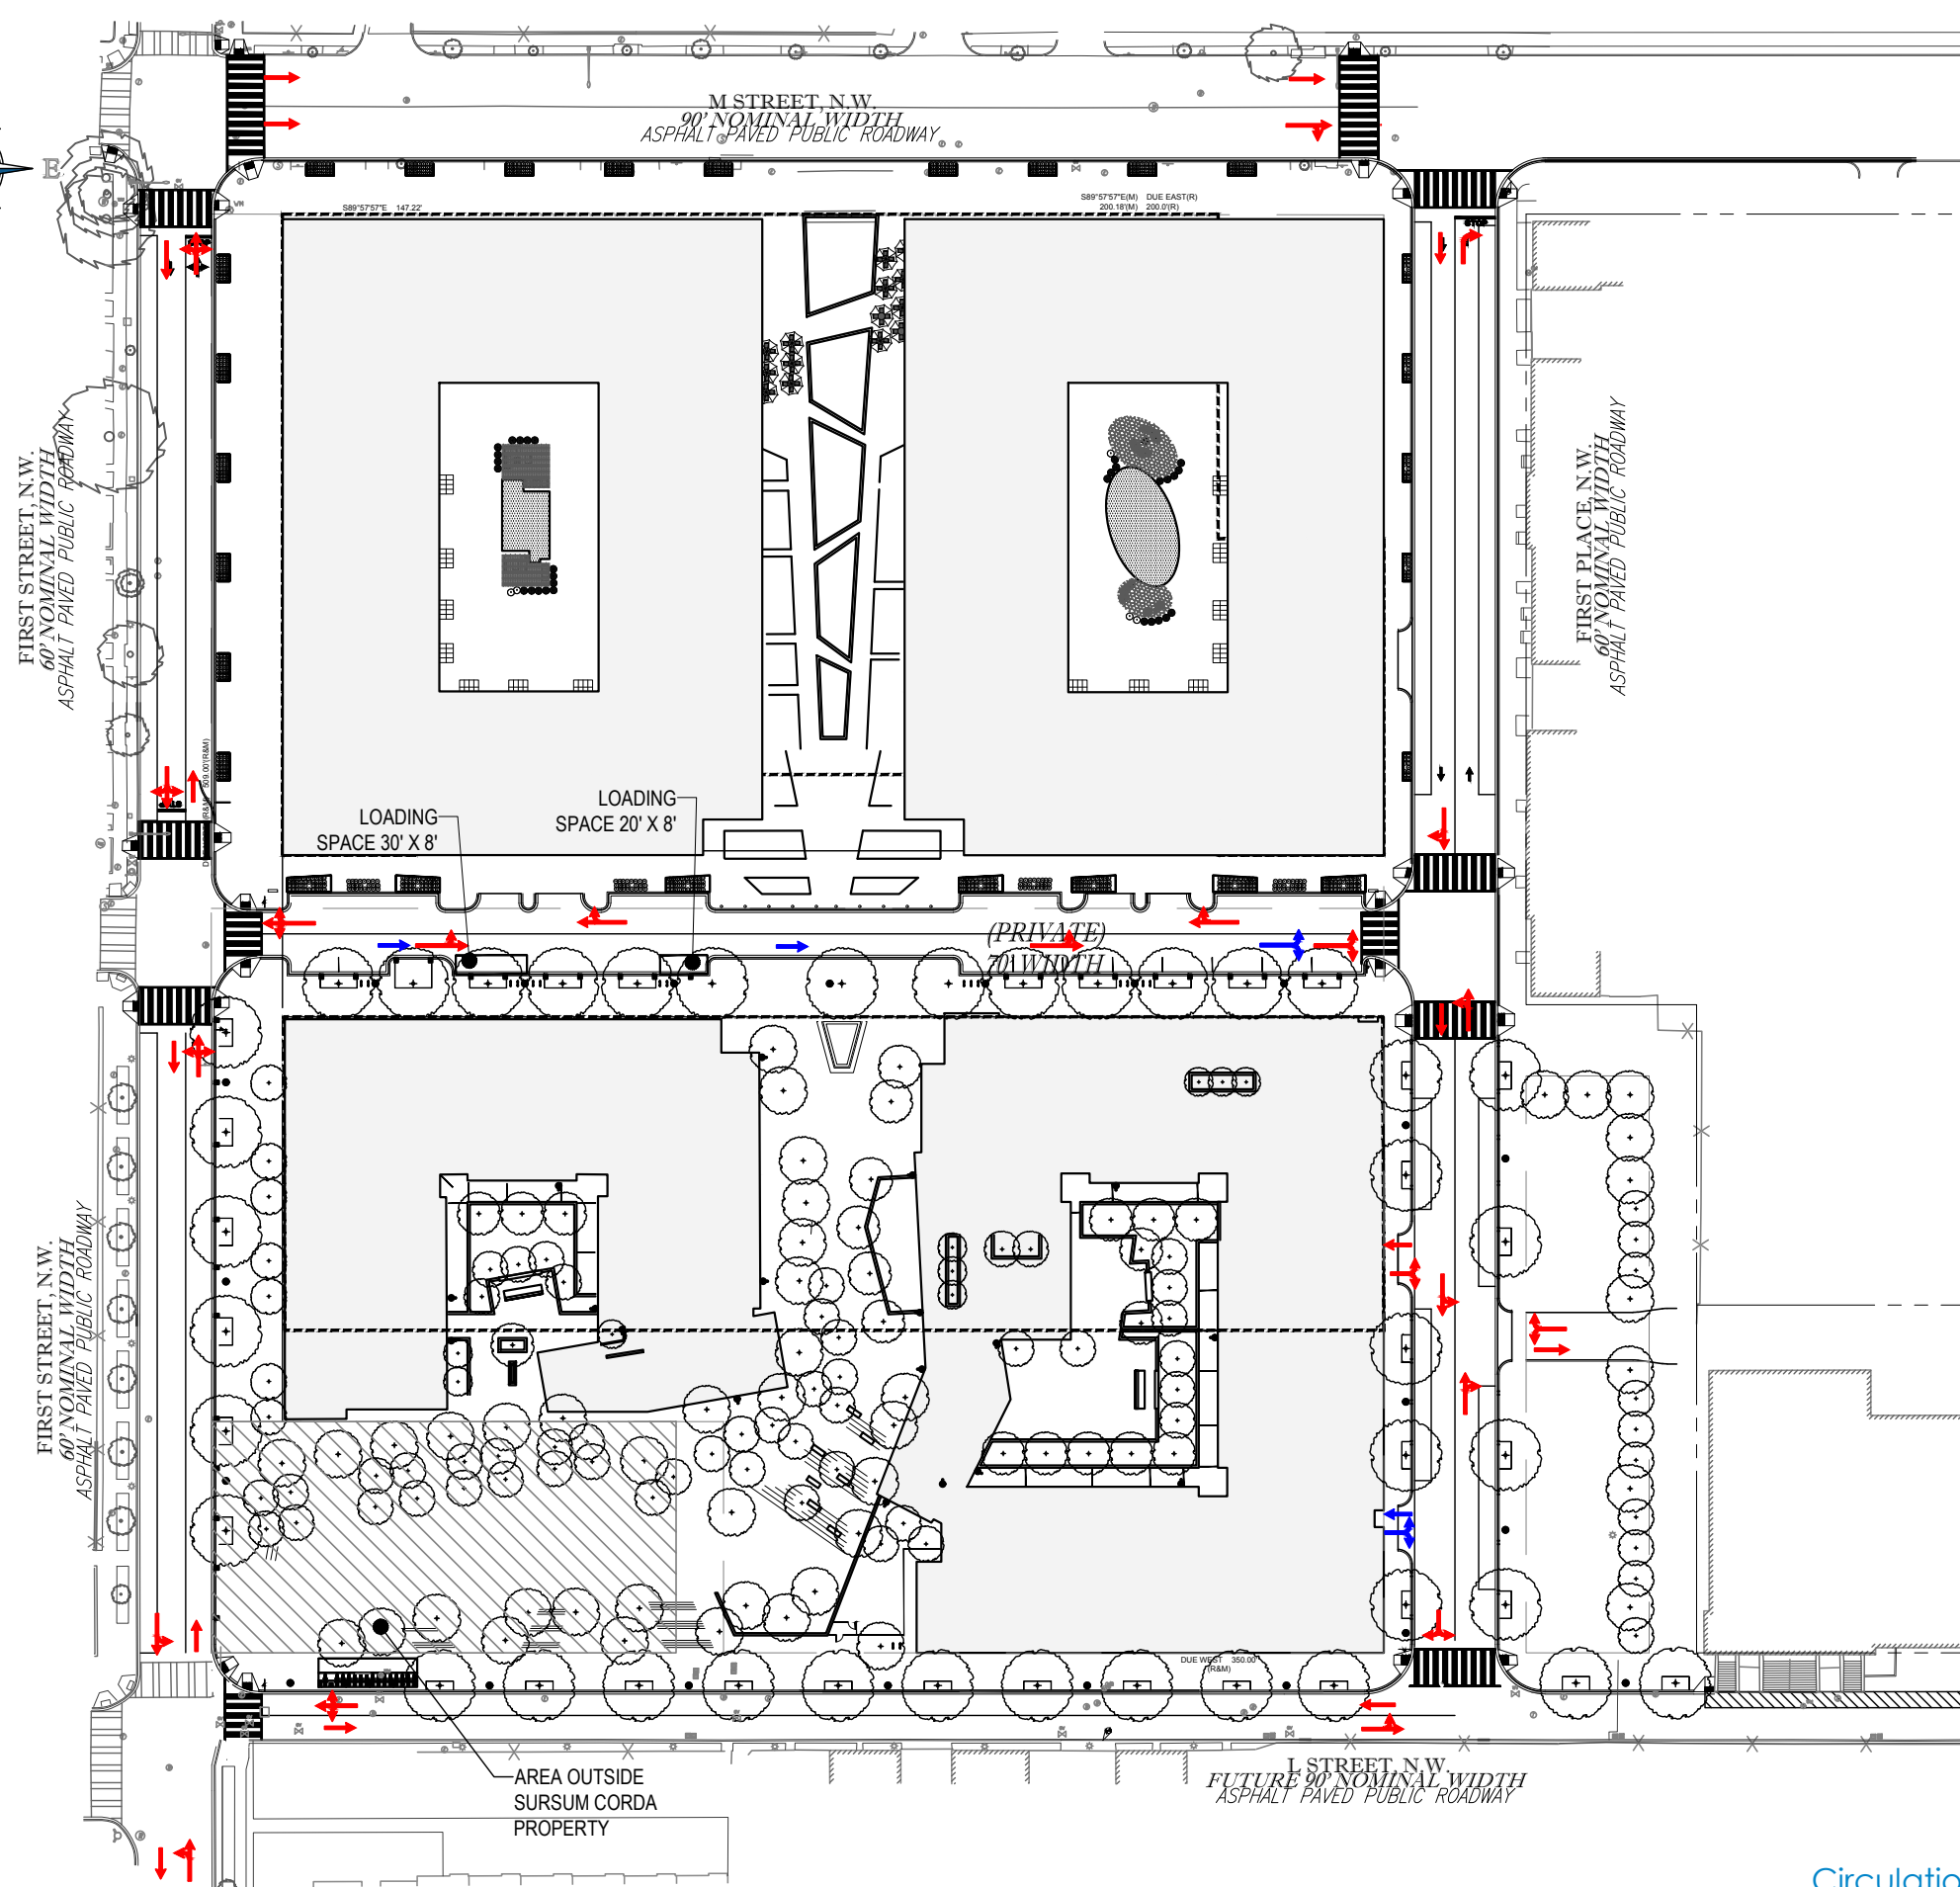 E
M STREET, N.W.
90' NOMINAL WIDTH
ASPHALT PAVED PUBLIC ROADWAY
S89°57'57"E 147.22'
S89°57'57"E(M) DUE EAST(R)
200.18'(M) 200.0'(R)
FIRST STREET, N.W.
60' NOMINAL WIDTH
ASPHALT PAVED PUBLIC ROADWAY
FIRST PLACE, N.W.
60' NOMINAL WIDTH
ASPHALT PAVED PUBLIC ROADWAY
509.00'(R&M)
LOADING
SPACE 30' X 8'
LOADING
SPACE 20' X 8'
(PRIVATE)
70' WIDTH
FIRST STREET, N.W.
60' NOMINAL WIDTH
ASPHALT PAVED PUBLIC ROADWAY
DUE WEST 350.00'
(R&M)
AREA OUTSIDE
SURSUM CORDA
PROPERTY
L STREET, N.W.
FUTURE 90' NOMINAL WIDTH
ASPHALT PAVED PUBLIC ROADWAY
Circulatio